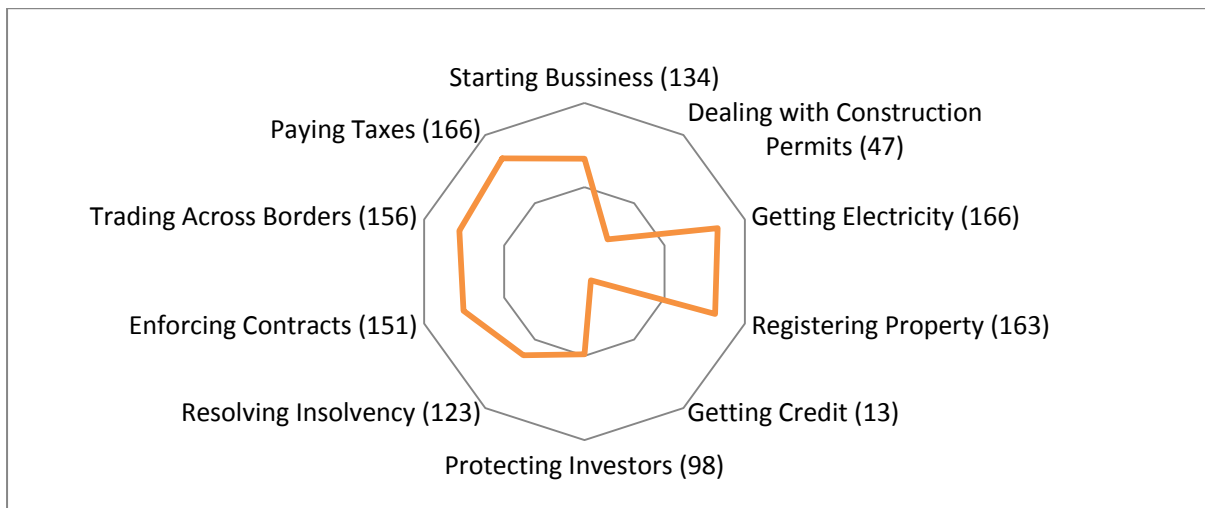 Starting Bussiness (134)
Dealing with Construction
Permits (47)
Paying Taxes (166)
Trading Across Borders (156)
Getting Electricity (166)
Enforcing Contracts (151)
Registering Property (163)
Resolving Insolvency (123)
Getting Credit (13)
Protecting Investors (98)